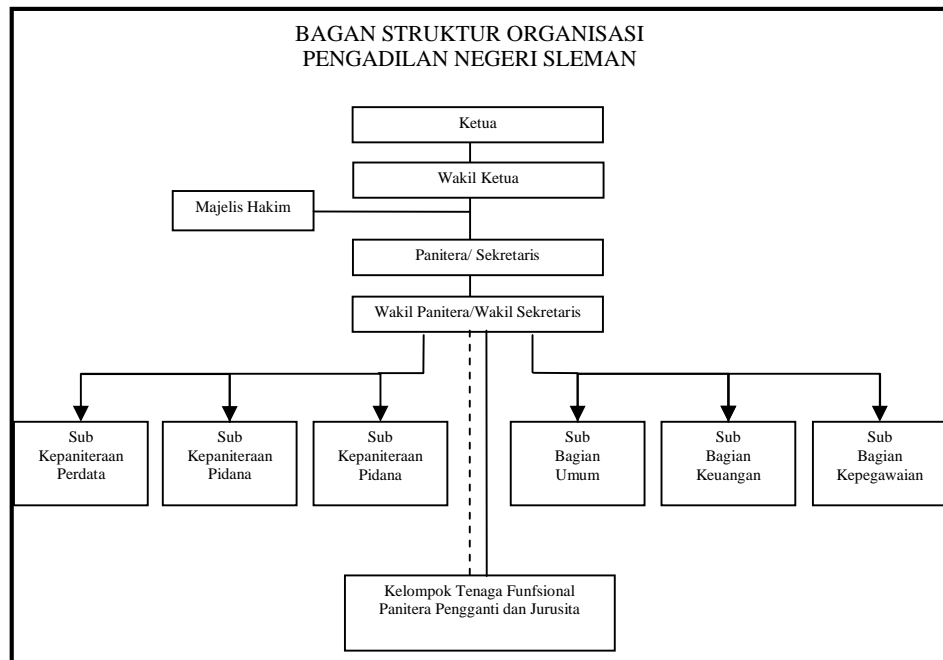 BAGAN STRUKTUR ORGANISASI
PENGADILAN NEGERI SLEMAN
Ketua
Wakil Ketua
Majelis Hakim
Panitera/ Sekretaris
Wakil Panitera/Wakil Sekretaris
Sub
Kepaniteraan
Perdata
Sub
Kepaniteraan
Pidana
Sub
Kepaniteraan
Pidana
Sub
Bagian
Umum
Sub
Bagian
Keuangan
Sub
Bagian
Kepegawaian
Kelompok Tenaga Funfsional
Panitera Pengganti dan Jurusita